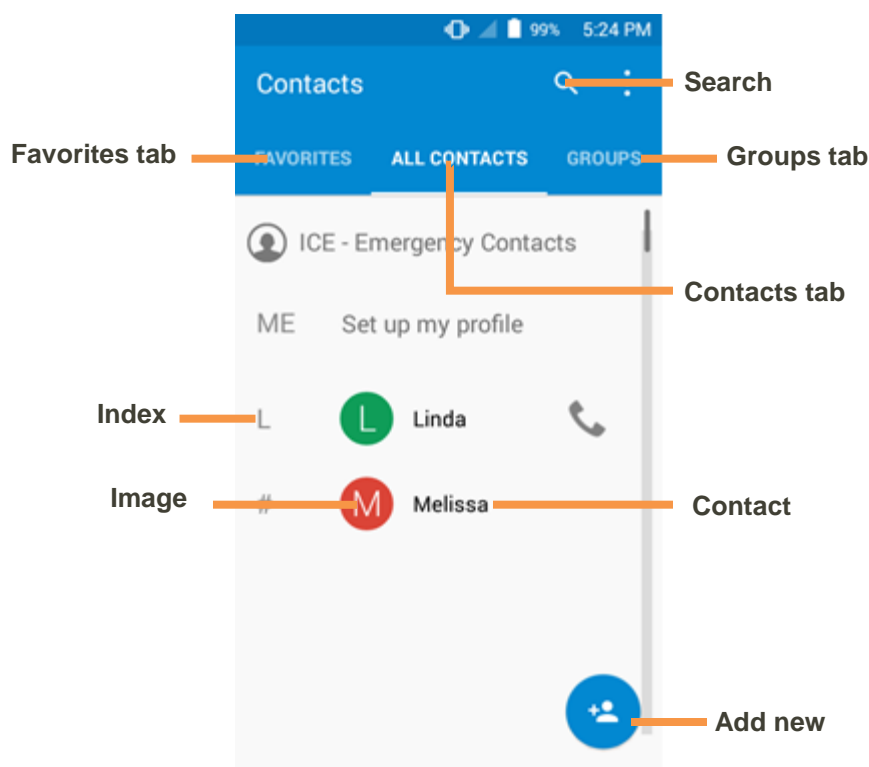 99% 5:24 PM
Contacts
Search
Favorites tab
FAVORITES ALL CONTACTS GROUPS
Groups tab
ICE - Emergency Contacts
Contacts tab
ME Set up my profile
Index
L L Linda
Image
# M Melissa
Contact
Add new